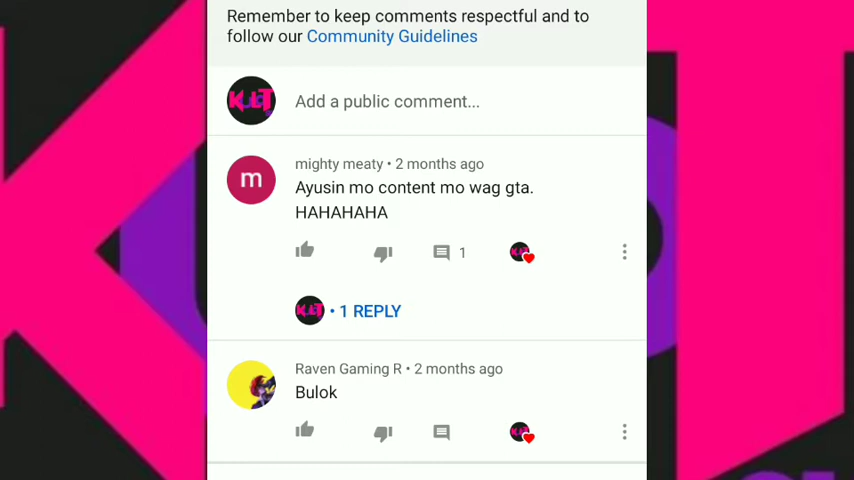 Remember to keep comments respectful and to
follow our Community Guidelines
KULT
Add a public comment...
mighty meaty • 2 months ago
m
Ayusin mo content mo wag gta.
HAHAHAHA
1
• 1 REPLY
Raven Gaming R • 2 months ago
Bulok